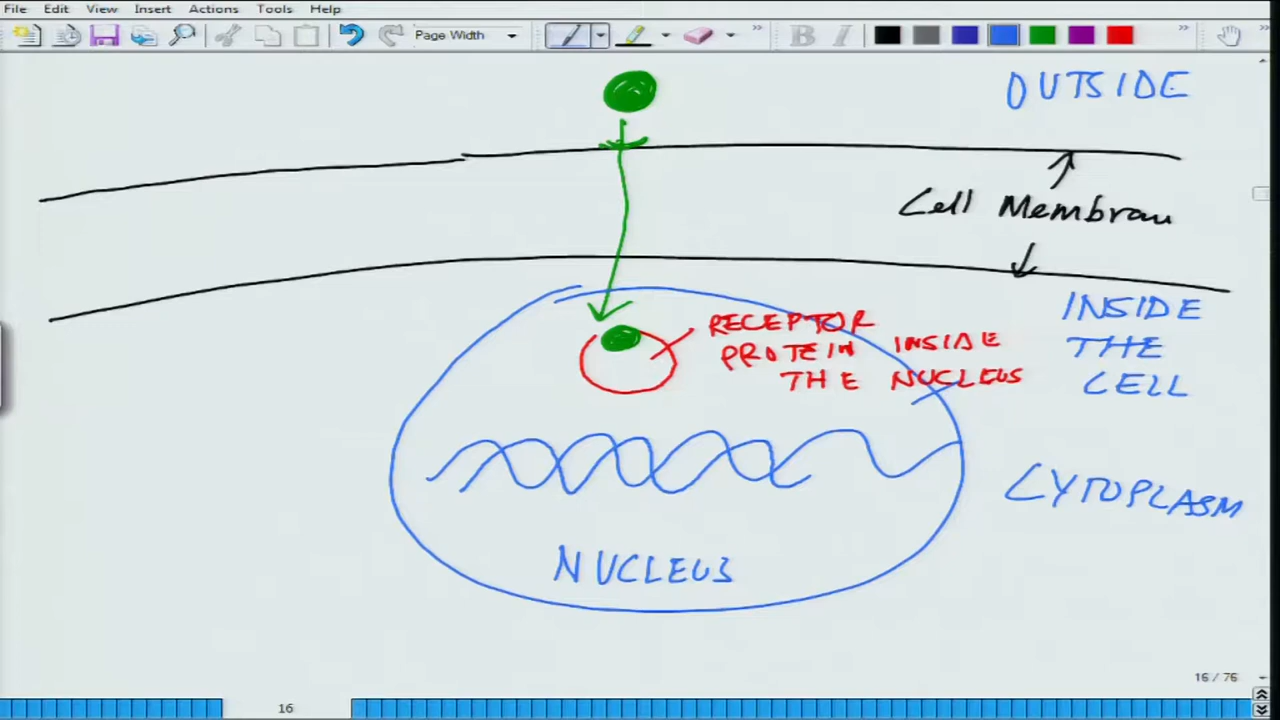 File Edit View Insert Actions Tools Help
Page Width
OUTSIDE
Cell Membran
INSIDE
THE
CELL
RECEPTOR
PROTEIN INSIDE
THE NUCLEUS
CYTOPLASM
NUCLEUS
16 / 76
16